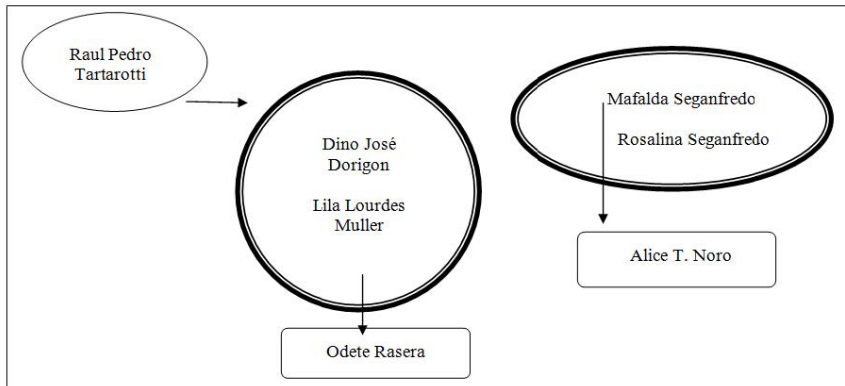 Raul Pedro
Tartarotti
Dino José
Dorigon
Lila Lourdes
Muller
Odete Rasera
Mafalda Seganfredo
Rosalina Seganfredo
Alice T. Noro